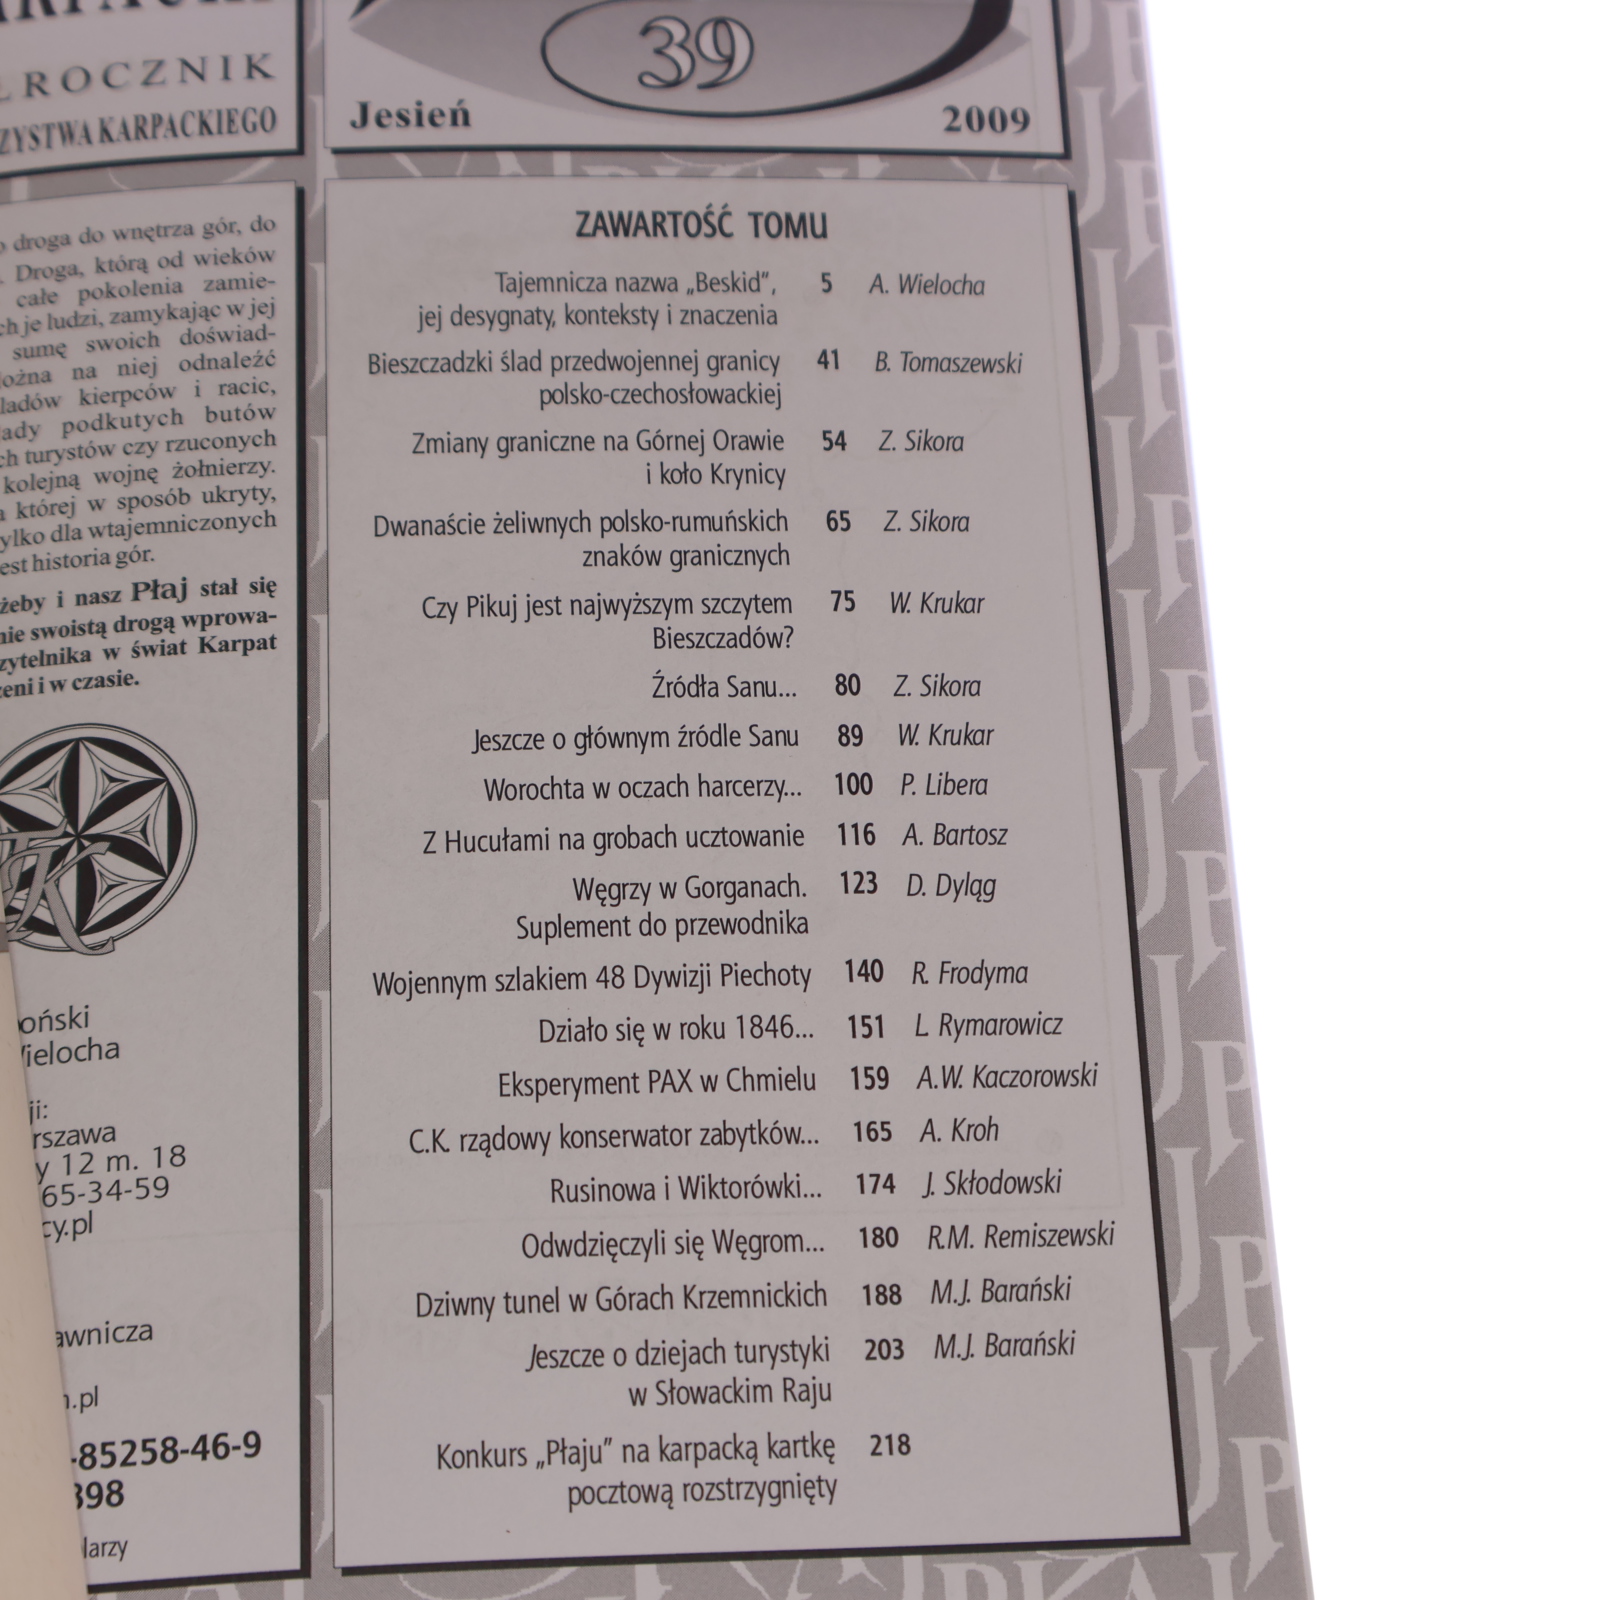 ROCZNIK
KARPACKIEGO
droga do wnętrza gór, do
Droga, którą od wieków
całe pokolenia zamie-
je ludzi, zamykając w jej
sumę swoich doświad-
na niej odnaleźć
kierpców i racic,
podkutych butów
turystów czy rzuconych
kolejną wojnę żołnierzy.
której w sposób ukryty,
dla wtajemniczonych
historia gór.
żeby i nasz Płaj stał się
swoistą drogą wprowa-
w świat Karpat
i w czasie.
12 m. 18
65-34-59
85258-46-9
39
Jesień 2009
ZAWARTOŚĆ TOMU
Tajemnicza nazwa „Beskid”, 5 A. Wielocha
jej desygnaty, konteksty i znaczenia
Bieszczadzki ślad przedwojennej granicy 41 B. Tomaszewski
polsko-czechosłowackiej
Zmiany graniczne na Górnej Orawie 54 Z. Sikora
i koło Krynicy
Dwanaście żeliwnych polsko-rumuńskich 65 Z. Sikora
znaków granicznych
Czy Pikuj jest najwyższym szczytem 75 W. Krukar
Bieszczadów?
Źródła Sanu... 80 Z. Sikora
Jeszcze o głównym źródle Sanu 89 W. Krukar
Worochta w oczach harcerzy... 100 P. Libera
Z Hucułami na grobach ucztowanie 116 A. Bartosz
Węgrzy w Gorganach. 123 D. Dyląg
Suplement do przewodnika
Wojennym szlakiem 48 Dywizji Piechoty 140 R. Frodyma
Działo się w roku 1846... 151 L. Rymarowicz
Eksperyment PAX w Chmielu 159 A.W. Kaczorowski
C.K. rządowy konserwator zabytków... 165 A. Kroh
Rusinowa i Wiktorówki... 174 J. Skłodowski
Odwdzięczyli się Węgrom... 180 R.M. Remiszewski
Dziwny tunel w Górach Krzemnickich 188 M.J. Barański
Jeszcze o dziejach turystyki 203 M.J. Barański
w Słowackim Raju
Konkurs „Płaju” na karpacką kartkę 218
pocztową rozstrzygnięty